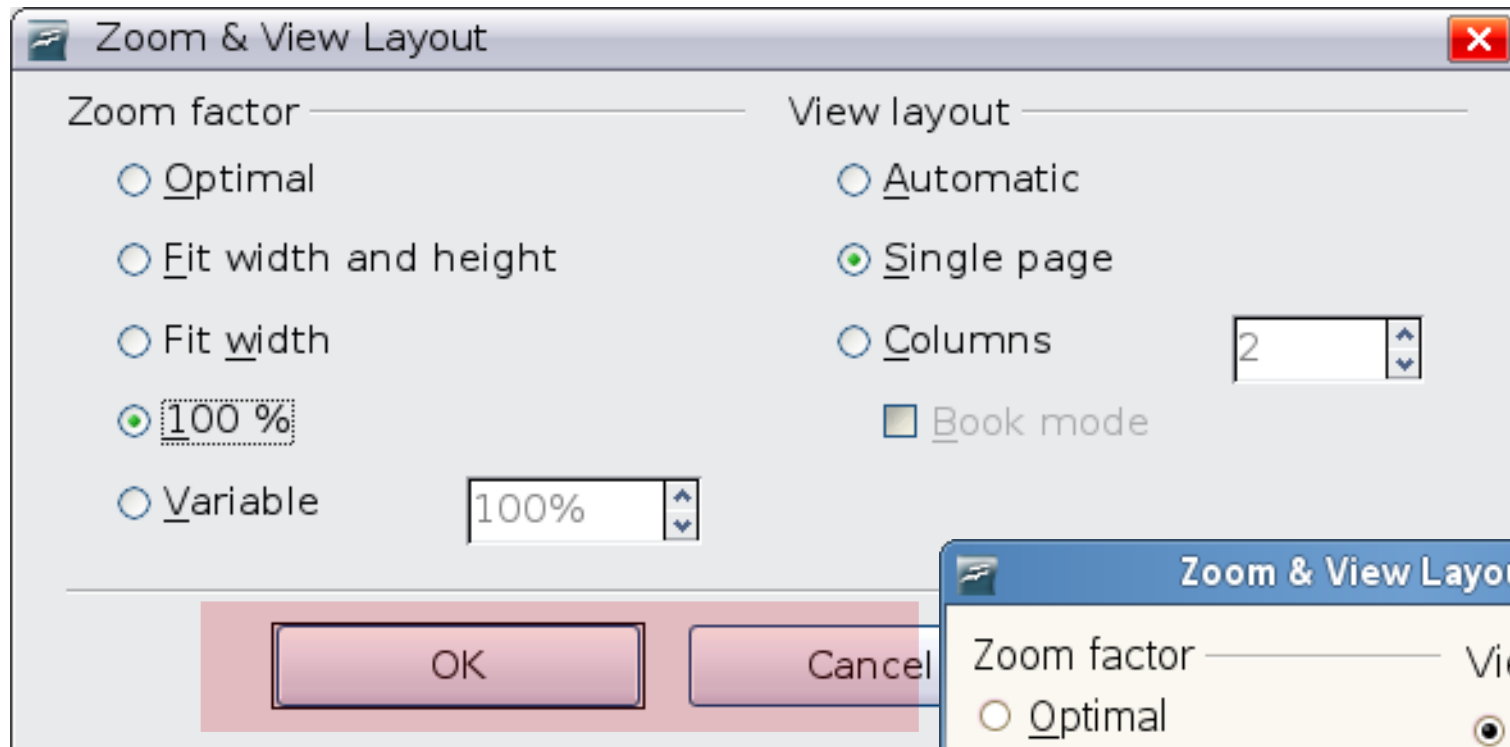 Zoom & View Layout
Zoom factor
Optimal
Fit width and height
Fit width
100 %
Variable 100%
View layout
Automatic
Single page
Columns 2
Book mode
OK Cancel
Zoom & View Layou
Zoom factor
Optimal